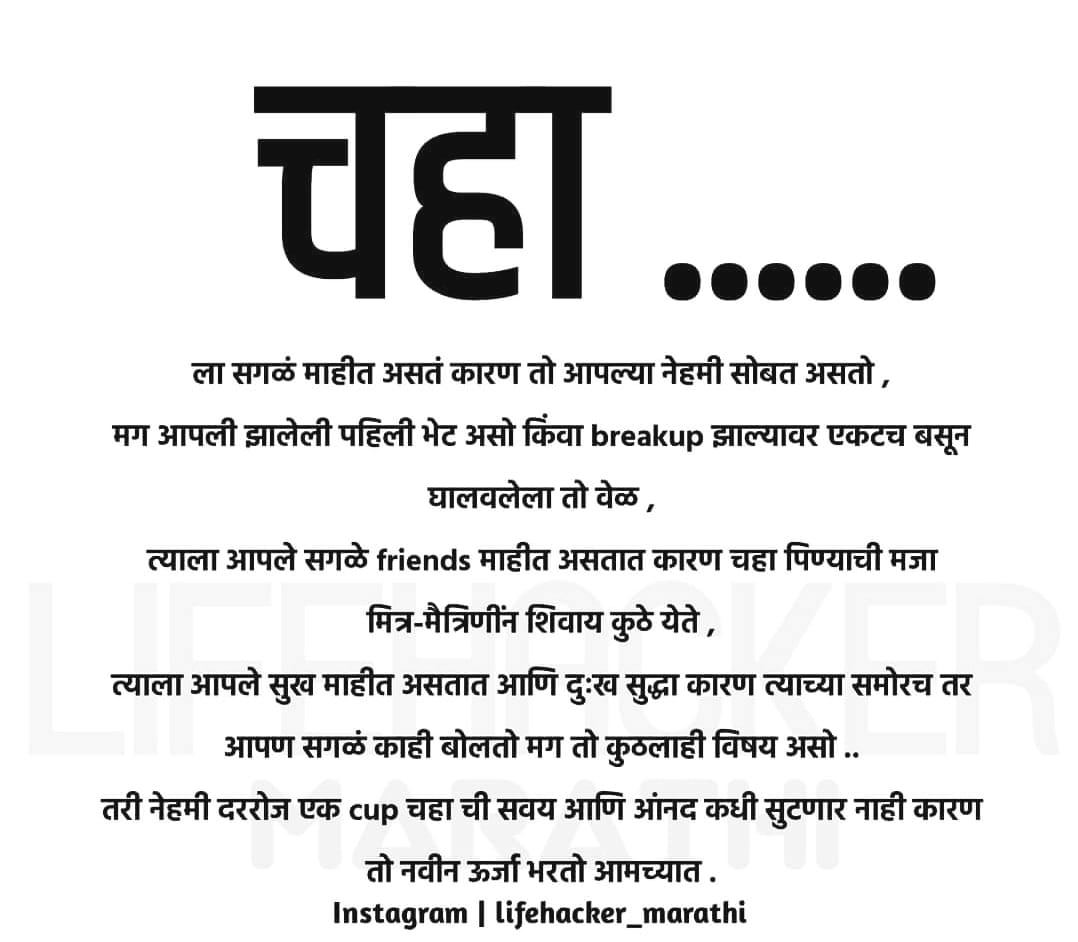 चहा ......
ला सगळं माहीत असतं कारण तो आपल्या नेहमी सोबत असतो ,
मग आपली झालेली पहिली भेट असो किंवा breakup झाल्यावर एकटच बसून
घालवलेला तो वेळ ,
त्याला आपले सगळे friends माहीत असतात कारण चहा पिण्याची मजा
मित्र-मैत्रिणींन शिवाय कुठे येते ,
त्याला आपले सुख माहीत असतात आणि दुःख सुद्धा कारण त्याच्या समोरच तर
आपण सगळं काही बोलतो मग तो कुठलाही विषय असो ..
तरी नेहमी दररोज एक cup चहा ची सवय आणि आंनद कधी सुटणार नाही कारण
तो नवीन ऊर्जा भरतो आमच्यात .
Instagram | lifehacker_marathi
LIFEHACKER
MARATHI